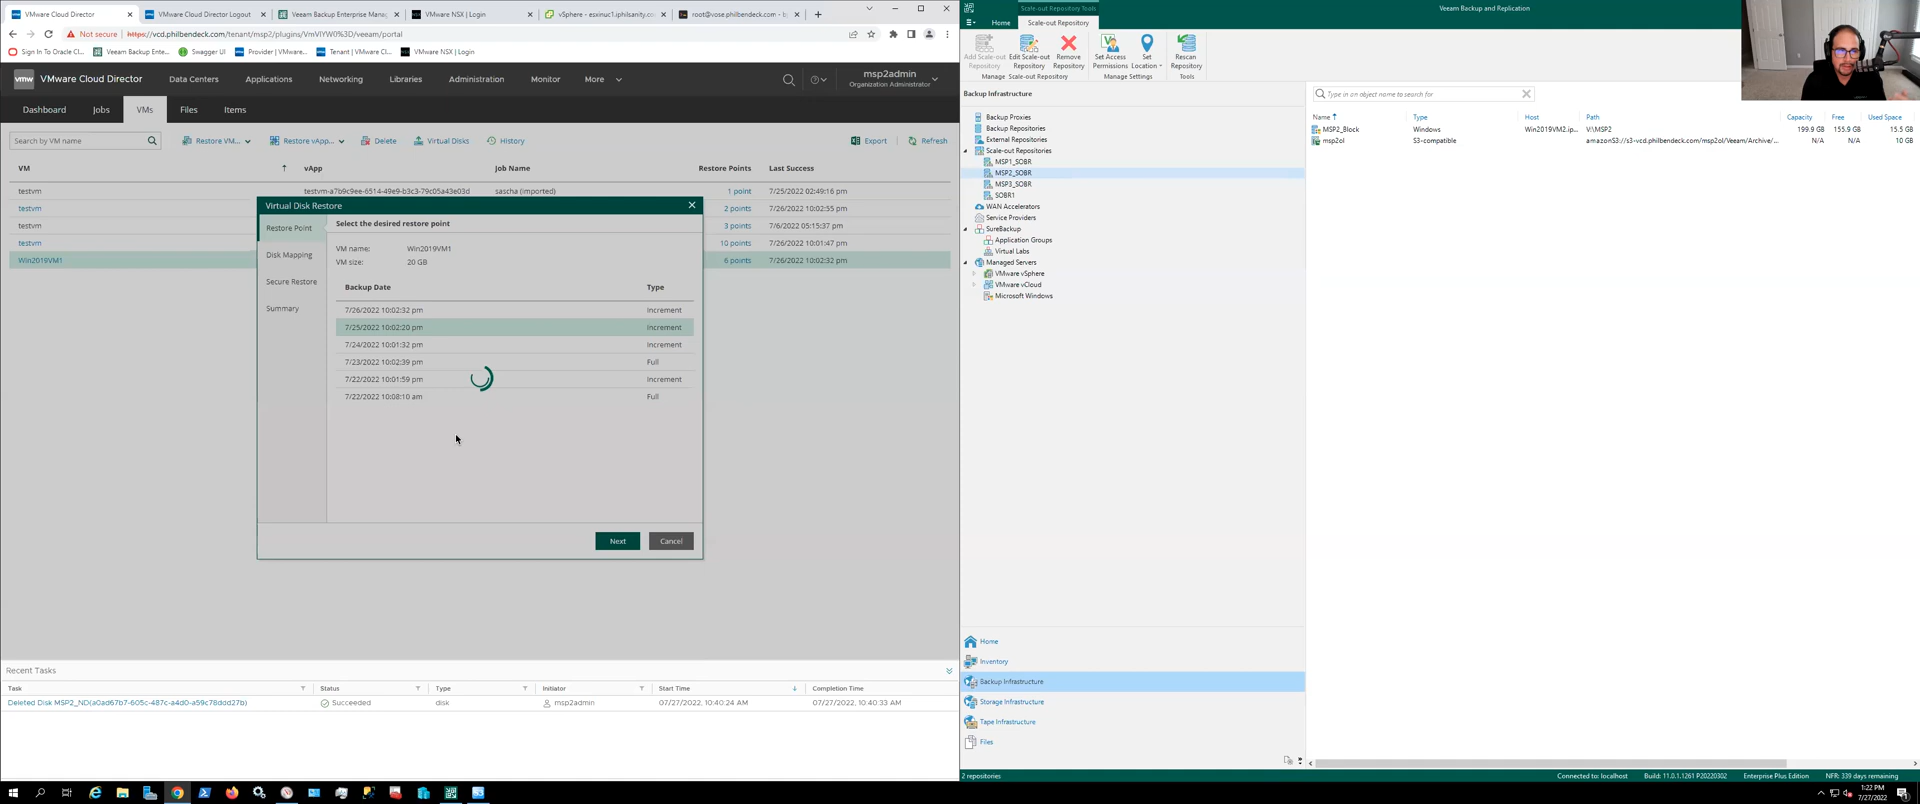 VMware Cloud Director
VMware Cloud Director Logout
Veeam Backup Enterprise Mana
VMware NSX | Login
vSphere - esxinuc1.iphilsanity.co
root@vose.philbendeck.com - b
Not secure
https://vcd.philbendeck.com/tenant/msp2/plugins/VmVlYW0%3D/veeam/portal
Sign In To Oracle Cl...
Veeam Backup Ente...
Swagger UI
Provider | VMware...
Tenant | VMware Cl...
VMware NSX | Login
vmw
VMware Cloud Director
Data Centers
Applications
Networking
Libraries
Administration
Monitor
More
msp2admin
Organization Administrator
Dashboard
Jobs
VMs
Files
Items
Search by VM name
Restore VM...
Restore vApp...
Delete
Virtual Disks
History
Export
Refresh
VM
vApp
Job Name
Restore Points
Last Success
testvm
testvm-a7b9c9ee-6514-49e9-b3c3-79c05a43e03d
sascha (imported)
1 point
7/25/2022 02:49:16 pm
testvm
2 points
7/26/2022 10:02:55 pm
testvm
3 points
7/6/2022 05:15:37 pm
testvm
10 points
7/26/2022 10:01:47 pm
Win2019VM1
6 points
7/26/2022 10:02:32 pm
Virtual Disk Restore
Restore Point
Disk Mapping
Secure Restore
Summary
Select the desired restore point
VM name: Win2019VM1
VM size: 20 GB
Backup Date Type
7/26/2022 10:02:32 pm Increment
7/25/2022 10:02:20 pm Increment
7/24/2022 10:01:32 pm Increment
7/23/2022 10:02:39 pm Full
7/22/2022 10:01:59 pm Increment
7/22/2022 10:08:10 am Full
Next
Cancel
Recent Tasks
Task
Status
Type
Initiator
Start Time
Completion Time
Deleted Disk MSP2_ND(a0ad67b7-605c-487c-a4d0-a59c78ddd27b)
Succeeded
disk
msp2admin
07/27/2022, 10:40:24 AM
07/27/2022, 10:40:33 AM
Scale-out Repository Tools
Veeam Backup and Replication
Home
Scale-out Repository
Add Scale-out Repository
Edit Scale-out Repository
Remove Repository
Set Access Permissions
Set Location
Rescan Repository
Manage Scale-out Repository
Manage Settings
Tools
Backup Infrastructure
Backup Proxies
Backup Repositories
External Repositories
Scale-out Repositories
MSP1_SOBR
MSP2_SOBR
MSP3_SOBR
SOBR1
WAN Accelerators
Service Providers
SureBackup
Application Groups
Virtual Labs
Managed Servers
VMware vSphere
VMware vCloud
Microsoft Windows
Home
Inventory
Backup Infrastructure
Storage Infrastructure
Tape Infrastructure
Files
Type in an object name to search for
Name
Type
Host
Path
Capacity
Free
Used Space
MSP2_Block
Windows
Win2019VM2.ip...
V:\MSP2
199.9 GB
155.9 GB
15.5 GB
msp2ol
S3-compatible
amazonS3://s3-vcd.philbendeck.com/msp2ol/Veeam/Archive/...
N/A
N/A
10 GB
2 repositories
Connected to: localhost
Build: 11.0.1.1261 P20220302
Enterprise Plus Edition
NFR: 339 days remaining
1:22 PM
7/27/2022